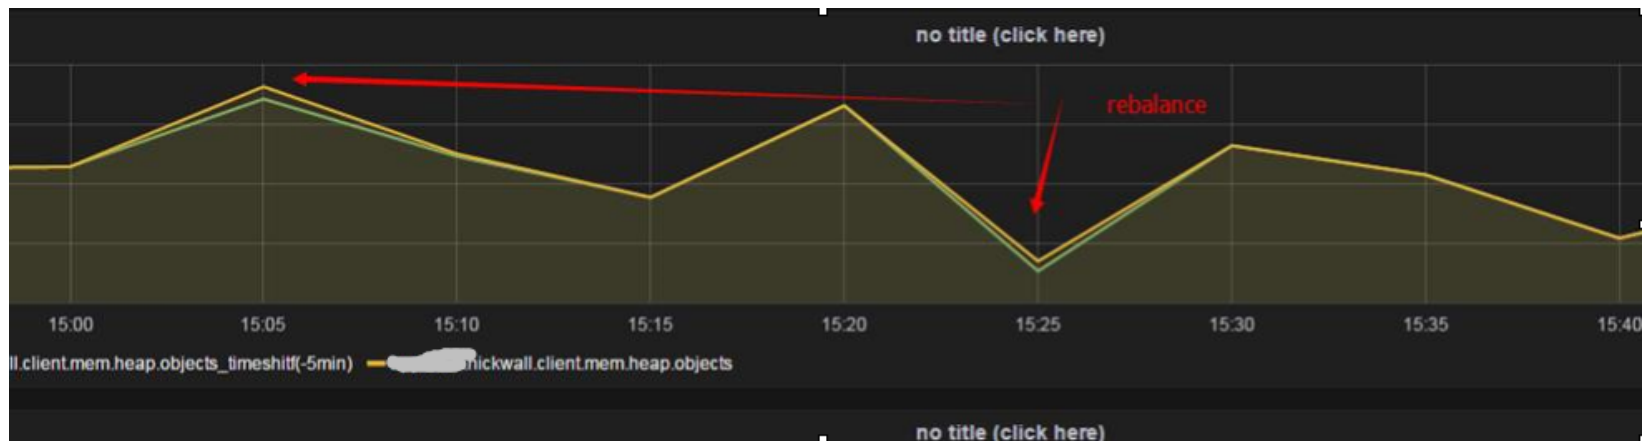 no title (click here)
rebalance
15:00 15:05 15:10 15:15 15:20 15:25 15:30 15:35 15:40
ll.client.mem.heap.objects_timeshitf(-5min) nickwall.client.mem.heap.objects
no title (click here)